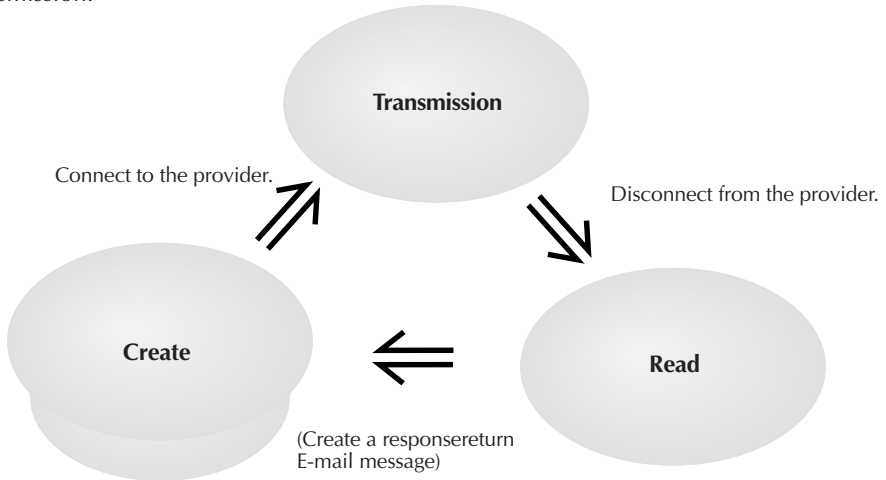 Transmission
Connect to the provider.
Disconnect from the provider.
Create
Read
(Create a responsereturn
E-mail message)